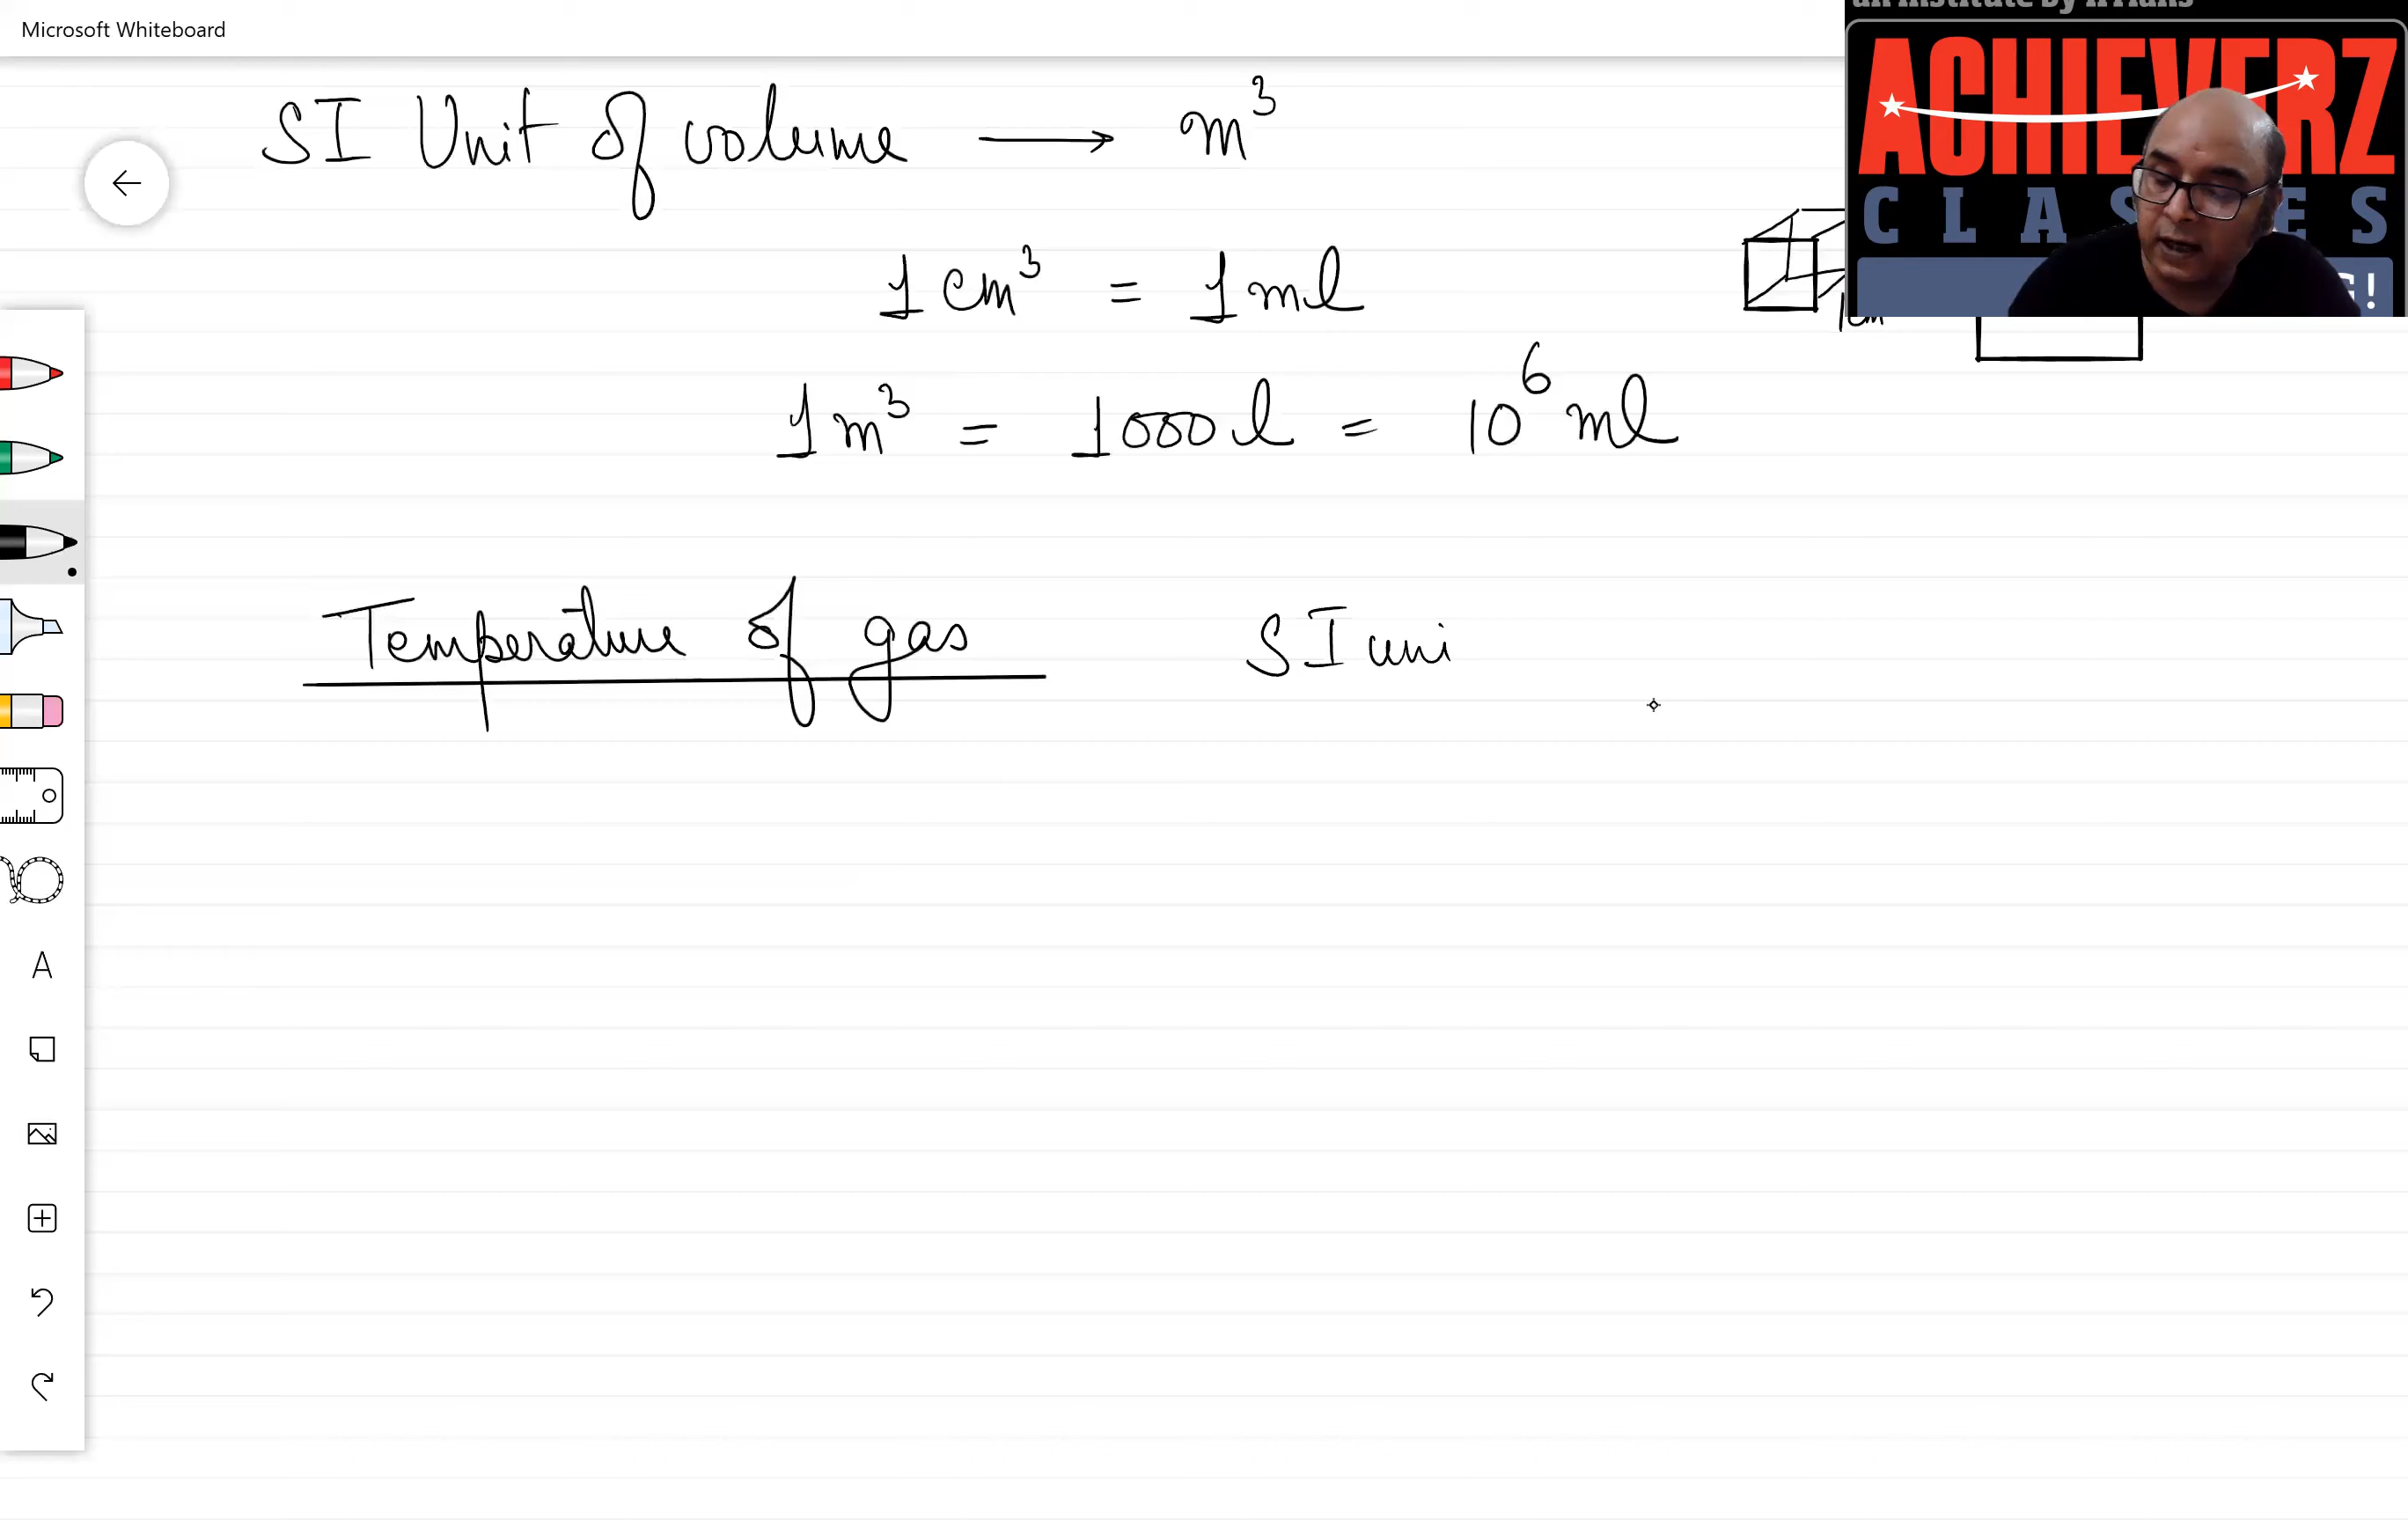 Microsoft Whiteboard
SI Unit of volume ⟶ m³
1 cm³ = 1 ml
1 m³ = 1000 l = 10⁶ ml
Temperature of gas SI uni
1cm
A
ACHIEVERZ
CLASSES
!